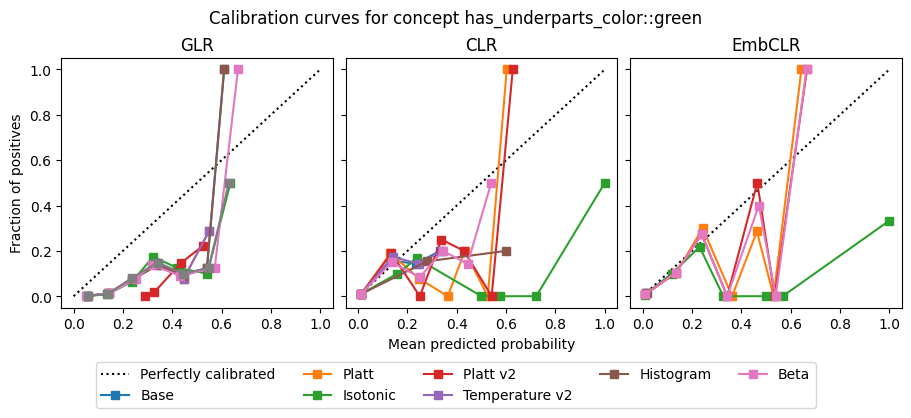 Calibration curves for concept has_underparts_color::green
GLR
CLR
EmbCLR
Fraction of positives
1.0
0.8
0.6
0.4
0.2
0.0
0.0 0.2 0.4 0.6 0.8 1.0
0.0 0.2 0.4 0.6 0.8 1.0
0.0 0.2 0.4 0.6 0.8 1.0
Mean predicted probability
Perfectly calibrated
Base
Platt
Isotonic
Platt v2
Temperature v2
Histogram
Beta